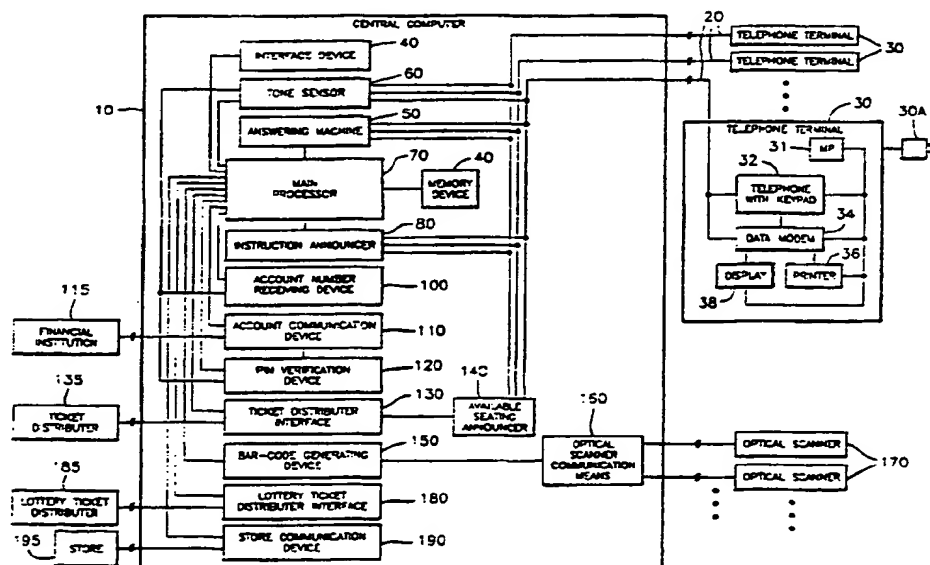 CENTRAL COMPUTER
10
INTERFACE DEVICE
40
TONE SENSOR
60
ANSWERING MACHINE
50
MAIN PROCESSOR
70
MEMORY DEVICE
40
INSTRUCTION ANNOUNCER
80
ACCOUNT NUMBER RECEIVING DEVICE
100
ACCOUNT COMMUNICATION DEVICE
110
PIN VERIFICATION DEVICE
120
TICKET DISTRIBUTER INTERFACE
130
AVAILABLE SEATING ANNOUNCER
140
BAR-CODE GENERATING DEVICE
150
OPTICAL SCANNER COMMUNICATION MEANS
160
LOTTERY TICKET DISTRIBUTER INTERFACE
180
STORE COMMUNICATION DEVICE
190
115
FINANCIAL INSTITUTION
135
TICKET DISTRIBUTER
185
LOTTERY TICKET DISTRIBUTER
195
STORE
20
TELEPHONE TERMINAL
TELEPHONE TERMINAL
30
30
30A
TELEPHONE TERMINAL
31
MP
32
TELEPHONE WITH KEYPAD
34
DATA MODEM
36
DISPLAY
PRINTER
38
OPTICAL SCANNER
OPTICAL SCANNER
170